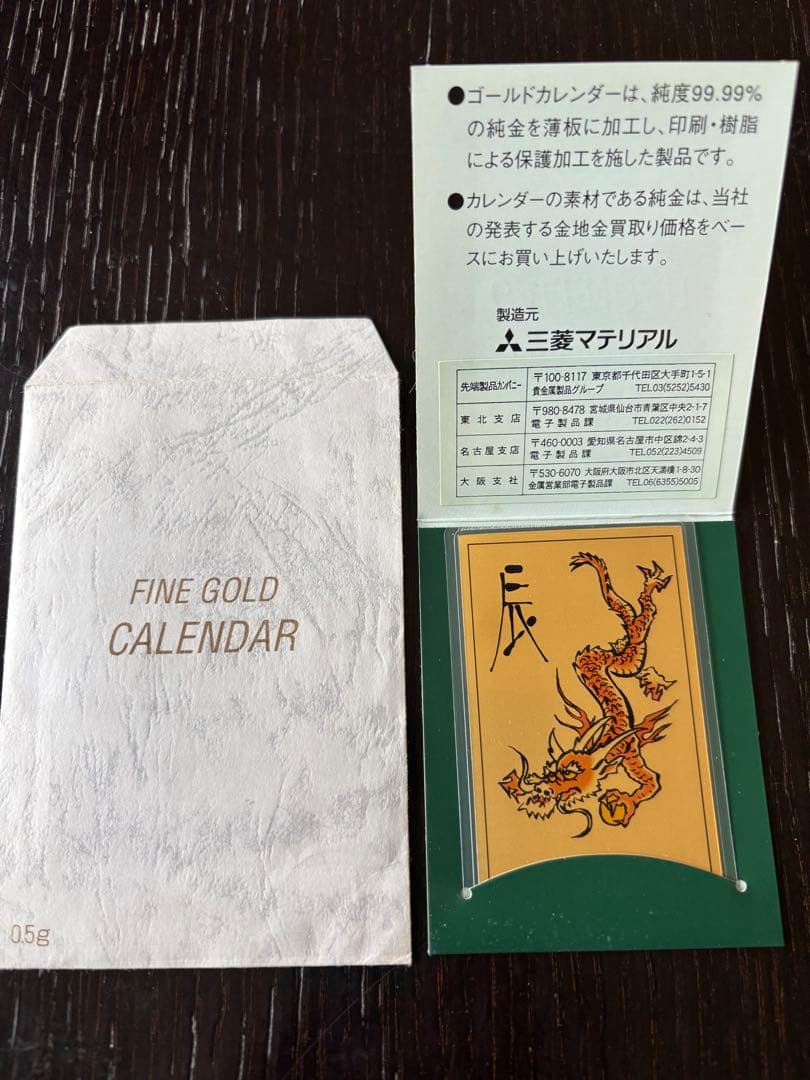 ●ゴールドカレンダーは、純度99.99%
の純金を薄板に加工し、印刷・樹脂
による保護加工を施した製品です。
●カレンダーの素材である純金は、当社
の発表する金地金買取り価格をベー
スにお買い上げいたします。
製造元
三菱マテリアル
先端製品カンパニー 〒100-8117 東京都千代田区大手町1-5-1
貴金属製品グループ TEL.03(5252)5430
東北支店 〒980-8478 宮城県仙台市青葉区中央2-1-7
電子製品課 TEL.022(262)0152
名古屋支店 〒460-0003 愛知県名古屋市中区錦2-4-3
電子製品課 TEL.052(223)4509
大阪支社 〒530-6070 大阪府大阪市北区天満橋1-8-30
金属営業部電子製品課 TEL.06(6355)5005
FINE GOLD
CALENDAR
0.5g
辰